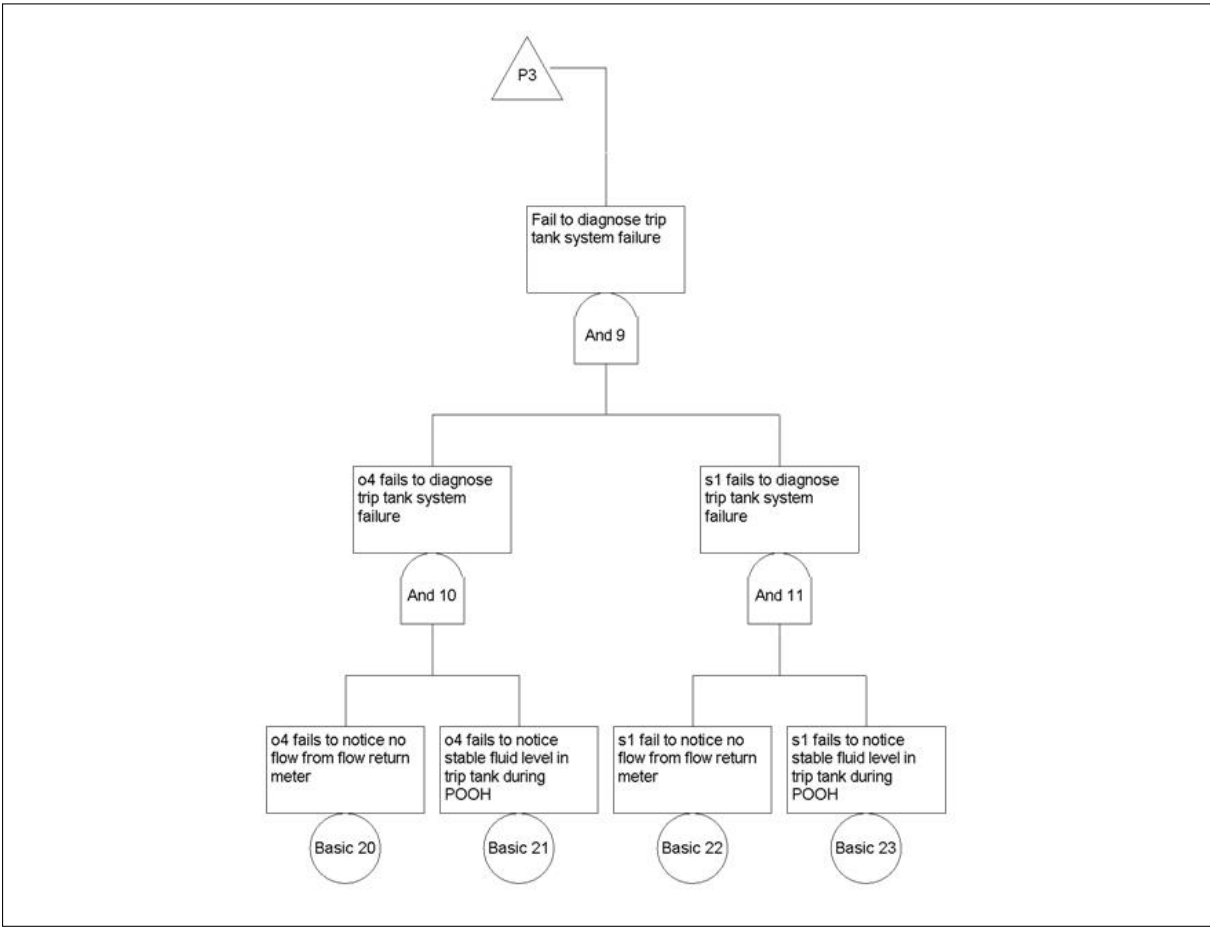 P3
Fail to diagnose trip
tank system failure
And 9
o4 fails to diagnose
trip tank system
failure
s1 fails to diagnose
trip tank system
failure
And 10
And 11
o4 fails to notice no
flow from flow return
meter
o4 fails to notice
stable fluid level in
trip tank during
POOH
s1 fail to notice no
flow from flow return
meter
s1 fails to notice
stable fluid level in
trip tank during
POOH
Basic 20
Basic 21
Basic 22
Basic 23